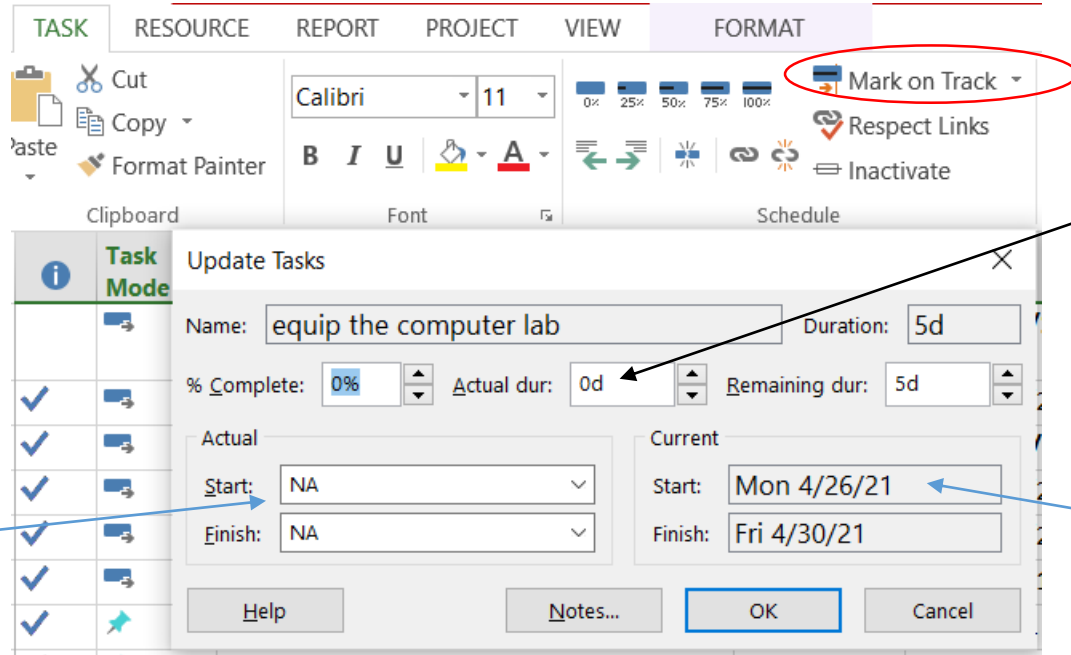 TASK RESOURCE REPORT PROJECT VIEW FORMAT
Cut
Copy
Paste
Format Painter
Clipboard
Calibri 11
B I U A
Font
0% 25% 50% 75% 100%
Mark on Track
Respect Links
Inactivate
Schedule
Task
Mode
Update Tasks
Name: equip the computer lab Duration: 5d
% Complete: 0% Actual dur: 0d Remaining dur: 5d
Actual
Start: NA
Finish: NA
Current
Start: Mon 4/26/21
Finish: Fri 4/30/21
Help Notes... OK Cancel